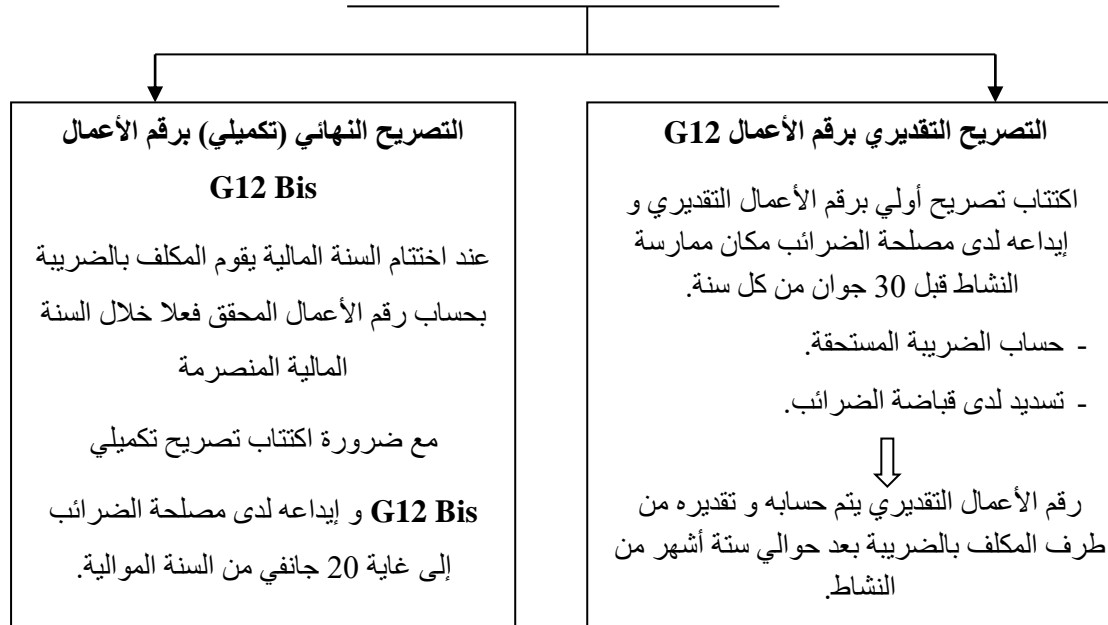 التصريح التقديري برقم الأعمال G12
اكتتاب تصريح أولي برقم الأعمال التقديري و
إيداعه لدى مصلحة الضرائب مكان ممارسة
النشاط قبل 30 جوان من كل سنة.
- حساب الضريبة المستحقة.
- تسديد لدى قباضة الضرائب.
رقم الأعمال التقديري يتم حسابه و تقديره من
طرف المكلف بالضريبة بعد حوالي ستة أشهر من
النشاط.
التصريح النهائي (تكميلي) برقم الأعمال
G12 Bis
عند اختتام السنة المالية يقوم المكلف بالضريبة
بحساب رقم الأعمال المحقق فعلا خلال السنة
المالية المنصرمة
مع ضرورة اكتتاب تصريح تكميلي
G12 Bis و إيداعه لدى مصلحة الضرائب
إلى غاية 20 جانفي من السنة الموالية.